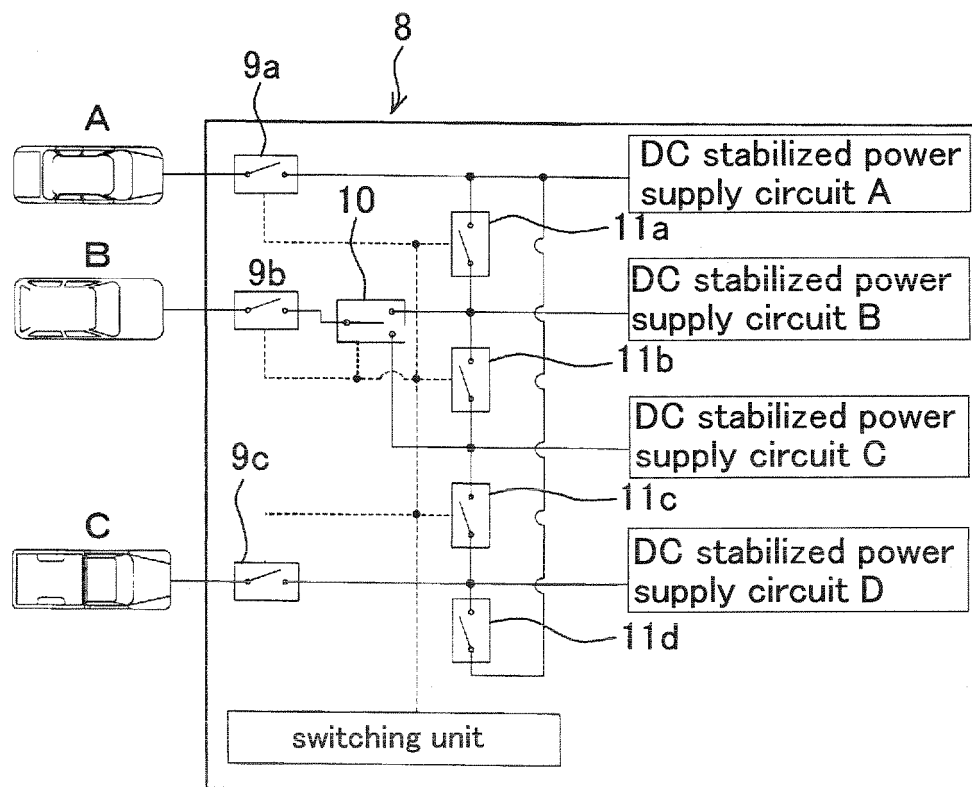 8
9a
A
DC stabilized power
supply circuit A
10
11a
B
9b
DC stabilized power
supply circuit B
11b
DC stabilized power
supply circuit C
9c
11c
C
DC stabilized power
supply circuit D
11d
switching unit